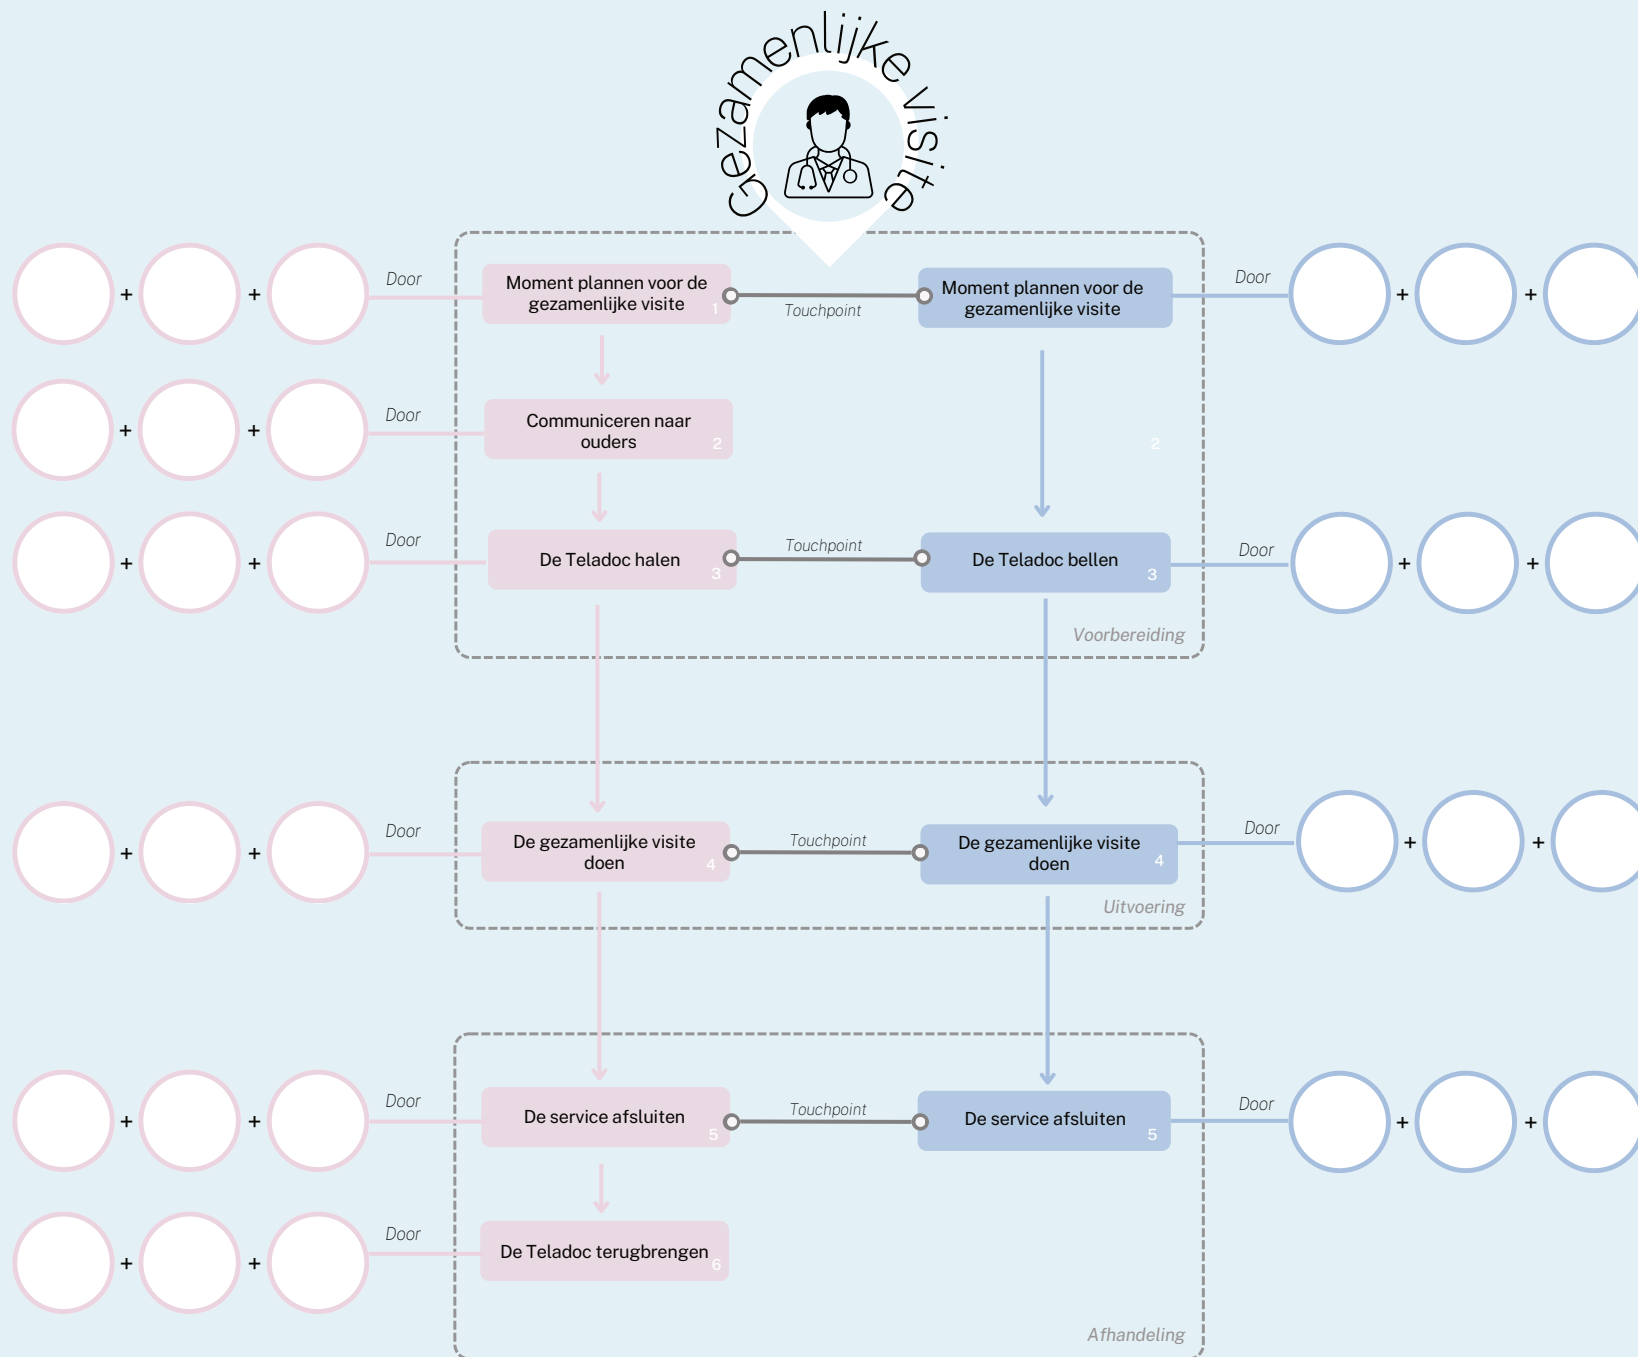 Gezamenlijke visite
Door
Moment plannen voor de
gezamenlijke visite
1
Touchpoint
Moment plannen voor de
gezamenlijke visite
Door
+ +
+ +
Door
Communiceren naar
ouders
2
2
+ +
Door
De Teladoc halen
3
Touchpoint
De Teladoc bellen
3
Door
+ +
+ +
Voorbereiding
Door
De gezamenlijke visite
doen
4
Touchpoint
De gezamenlijke visite
doen
4
Door
+ +
+ +
Uitvoering
Door
De service afsluiten
5
Touchpoint
De service afsluiten
5
Door
+ +
+ +
Door
De Teladoc terugbrengen
6
+ +
Afhandeling